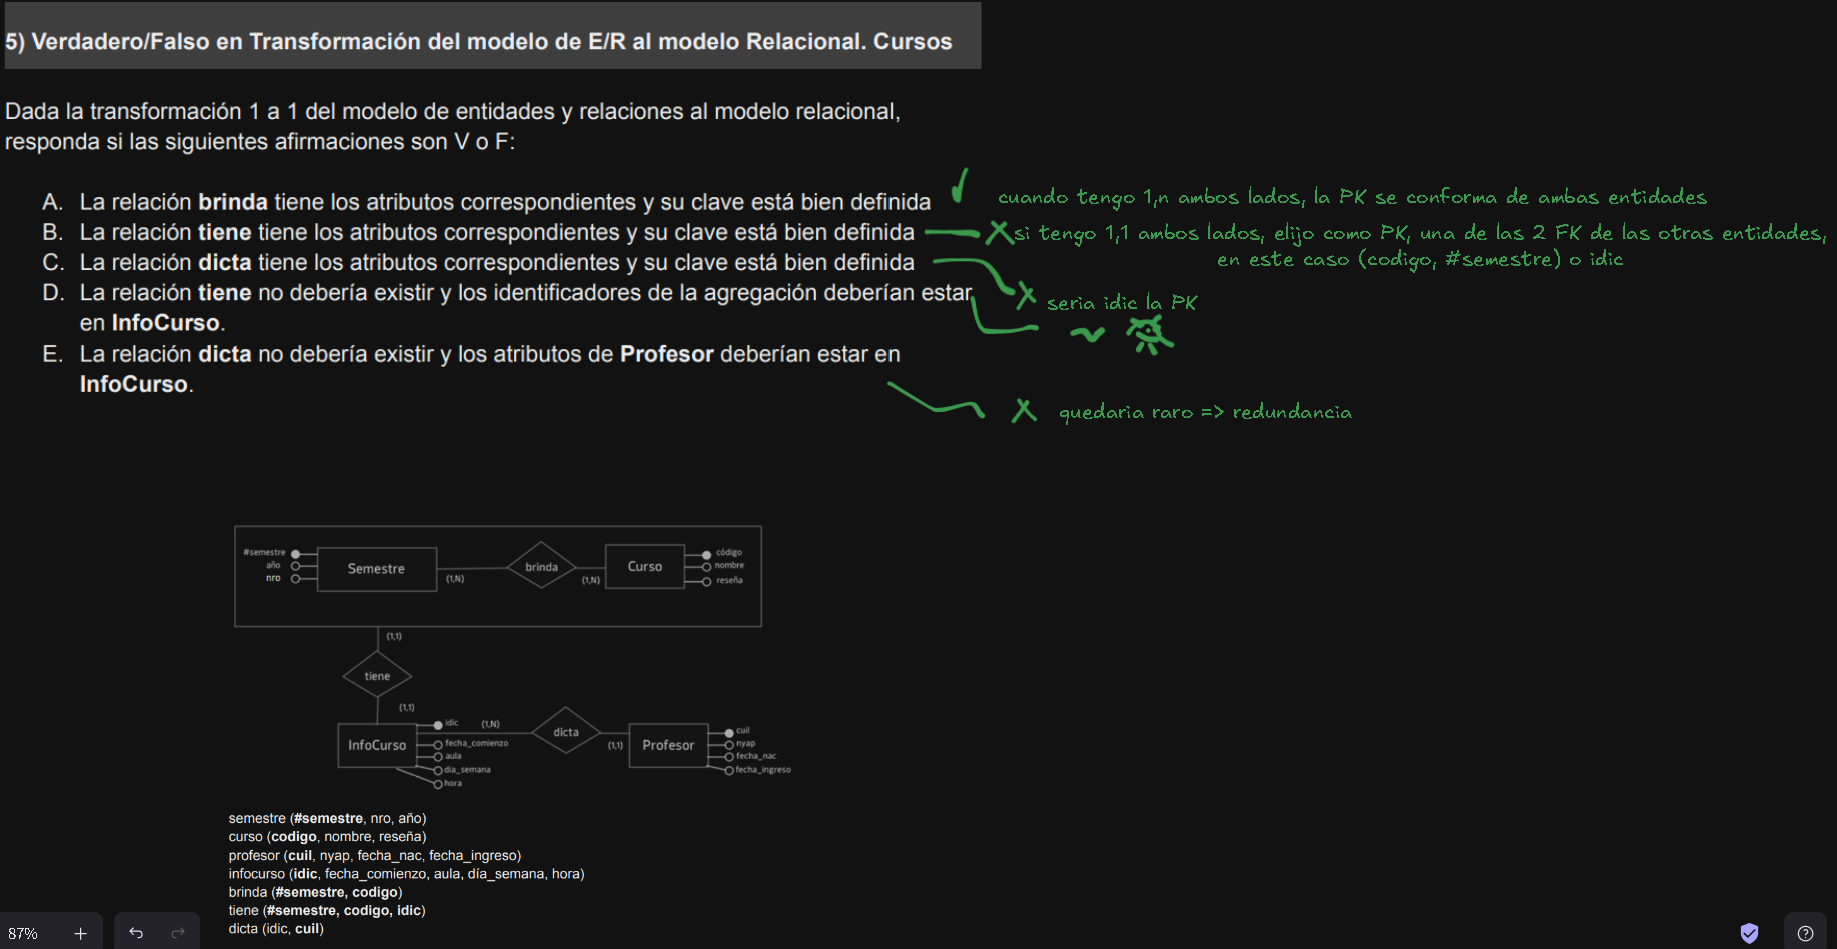 5) Verdadero/Falso en Transformación del modelo de E/R al modelo Relacional. Cursos
Dada la transformación 1 a 1 del modelo de entidades y relaciones al modelo relacional,
responda si las siguientes afirmaciones son V o F:
A. La relación brinda tiene los atributos correspondientes y su clave está bien definida
cuando tengo 1,n ambos lados, la PK se conforma de ambas entidades
B. La relación tiene tiene los atributos correspondientes y su clave está bien definida
si tengo 1,1 ambos lados, elijo como PK, una de las 2 FK de las otras entidades,
en este caso (codigo, #semestre) o idic
C. La relación dicta tiene los atributos correspondientes y su clave está bien definida
seria idic la PK
D. La relación tiene no debería existir y los identificadores de la agregación deberían estar
en InfoCurso.
E. La relación dicta no debería existir y los atributos de Profesor deberían estar en
InfoCurso.
quedaria raro => redundancia
#semestre
año
nro
Semestre
(1,N)
brinda
(1,N)
Curso
código
nombre
reseña
(1,1)
tiene
(1,1)
InfoCurso
idic
fecha_comienzo
aula
dia_semana
hora
(1,N)
dicta
(1,1)
Profesor
cuil
nyap
fecha_nac
fecha_ingreso
semestre (#semestre, nro, año)
curso (codigo, nombre, reseña)
profesor (cuil, nyap, fecha_nac, fecha_ingreso)
infocurso (idic, fecha_comienzo, aula, día_semana, hora)
brinda (#semestre, codigo)
tiene (#semestre, codigo, idic)
dicta (idic, cuil)
87%